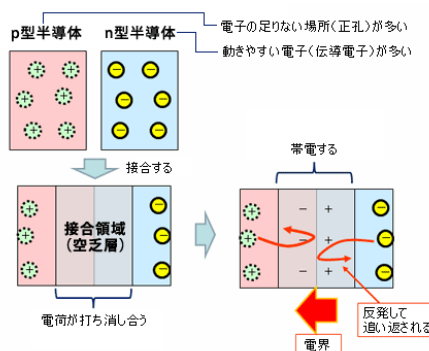 電子の足りない場所（正孔）が多い
p型半導体
n型半導体
動きやすい電子（伝導電子）が多い
接合する
帯電する
接合領域
（空乏層）
電荷が打ち消し合う
反発して
追い返される
電界